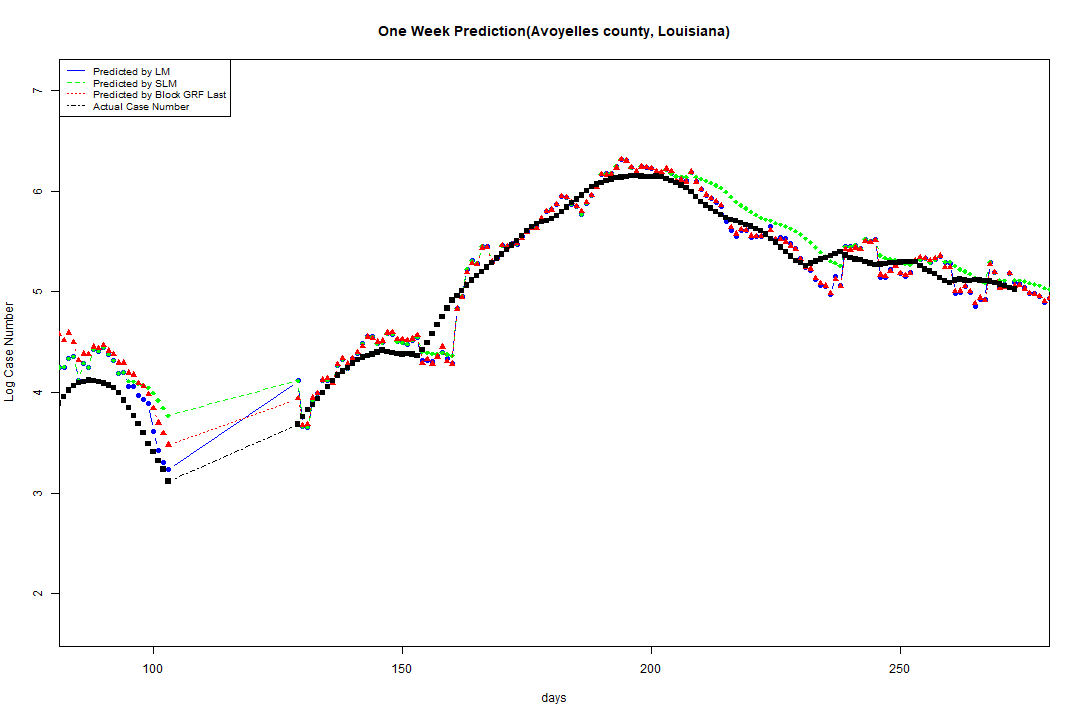 One Week Prediction(Avoyelles county, Louisiana)
Predicted by LM
Predicted by SLM
Predicted by Block GRF Last
Actual Case Number
7
6
5
4
3
2
Log Case Number
100 150 200 250
days